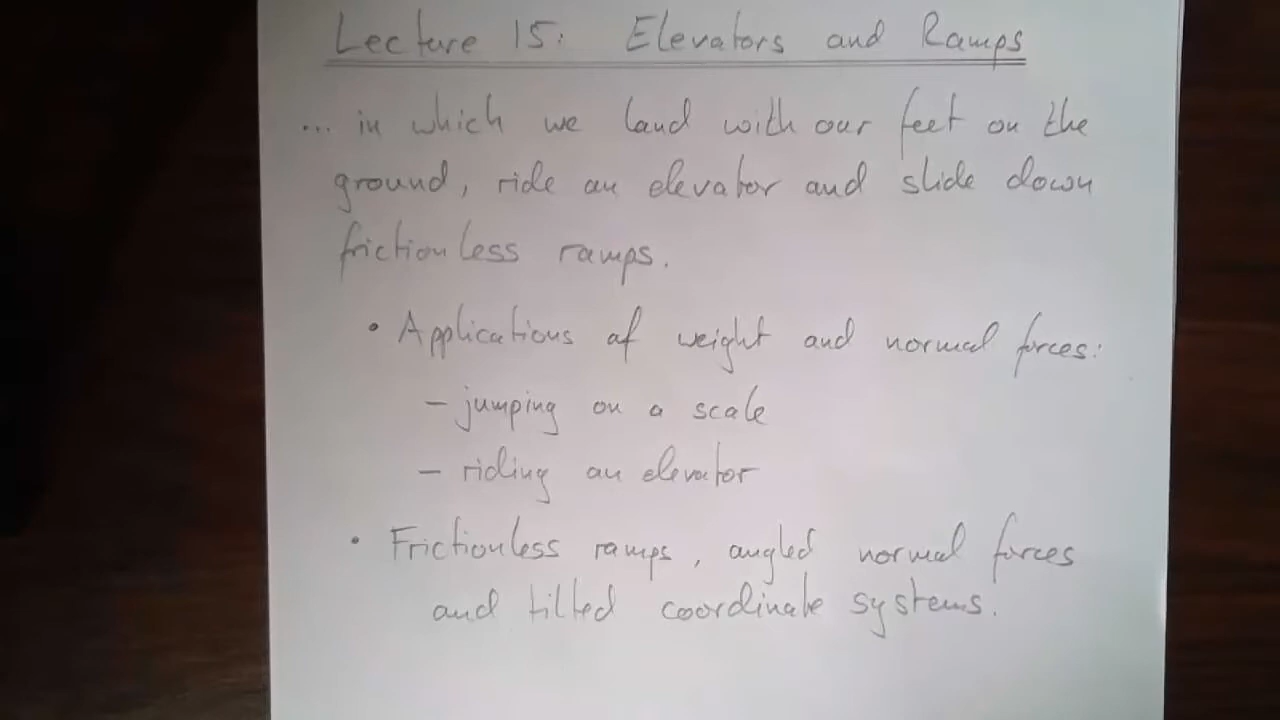 Lecture 15: Elevators and Ramps
... in which we land with our feet on the
ground, ride an elevator and slide down
frictionless ramps.
• Applications of weight and normal forces:
- jumping on a scale
- riding an elevator
• Frictionless ramps, angled normal forces
and tilted coordinate systems.